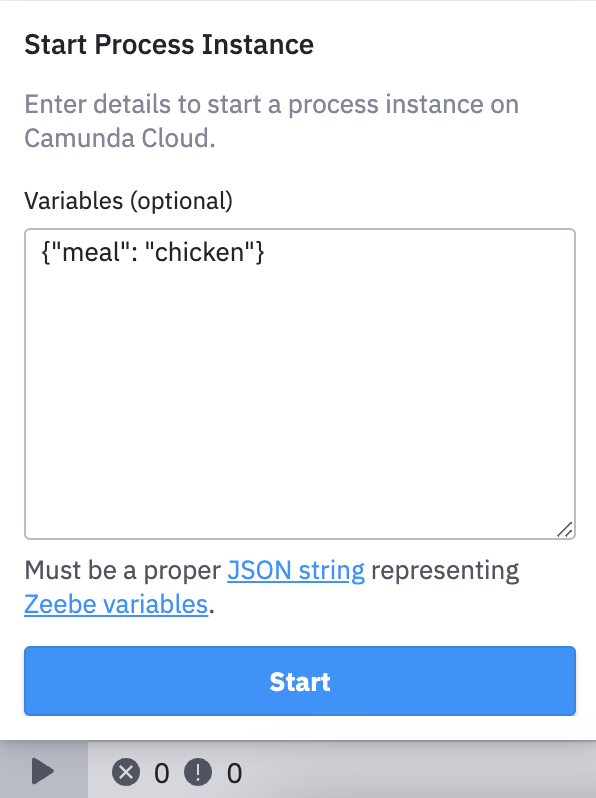 Start Process Instance
Enter details to start a process instance on
Camunda Cloud.
Variables (optional)
{"meal": "chicken"}
Must be a proper JSON string representing
Zeebe variables.
Start
0 0